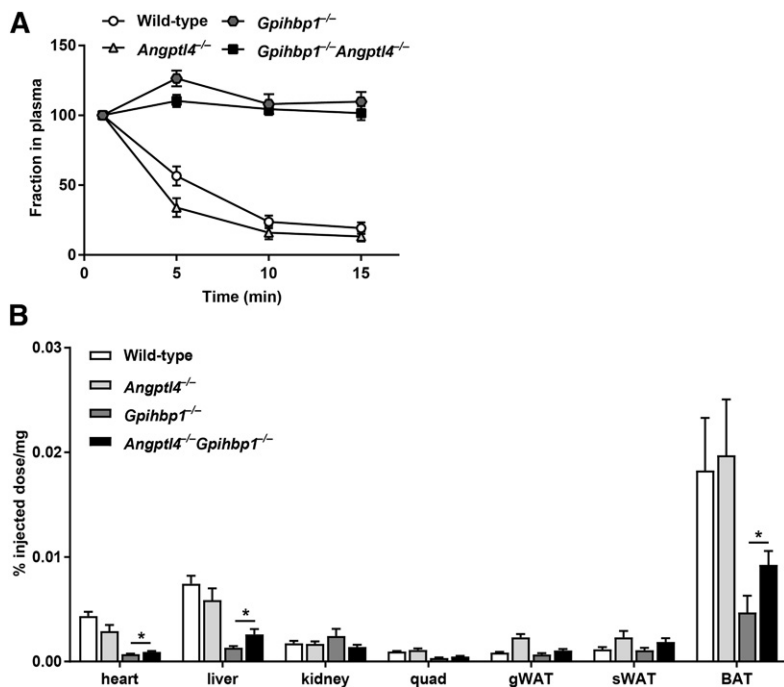 A
Wild-type
Gpihbp1–/–
Angptl4–/–
Gpihbp1–/–Angptl4–/–
150
100
50
0
Fraction in plasma
0 5 10 15
Time (min)
B
Wild-type
Angptl4–/–
Gpihbp1–/–
Angptl4–/–Gpihbp1–/–
0.03
0.02
0.01
0.00
% injected dose/mg
*
*
*
heart liver kidney quad gWAT sWAT BAT